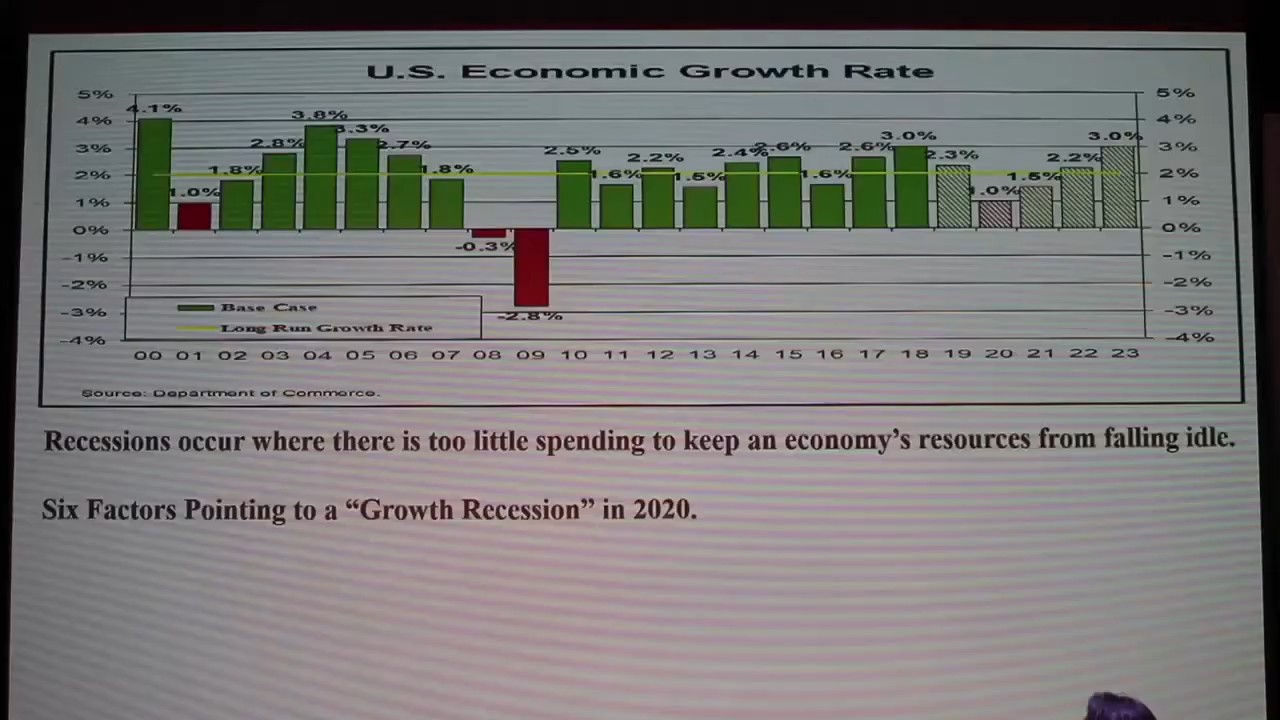 U.S. Economic Growth Rate
5% 5%
4% 4%
3% 3%
2% 2%
1% 1%
0% 0%
-1% -1%
-2% -2%
-3% -3%
-4% -4%
4.1% 1.0% 1.8% 2.8% 3.8% 3.3% 2.7% 1.8% -0.3% -2.8% 2.5% 1.6% 2.2% 1.5% 2.4% 2.6% 1.6% 2.6% 3.0% 2.3% 1.0% 1.5% 2.2% 3.0%
Base Case
Long Run Growth Rate
00 01 02 03 04 05 06 07 08 09 10 11 12 13 14 15 16 17 18 19 20 21 22 23
Source: Department of Commerce.
Recessions occur where there is too little spending to keep an economy’s resources from falling idle.
Six Factors Pointing to a “Growth Recession” in 2020.